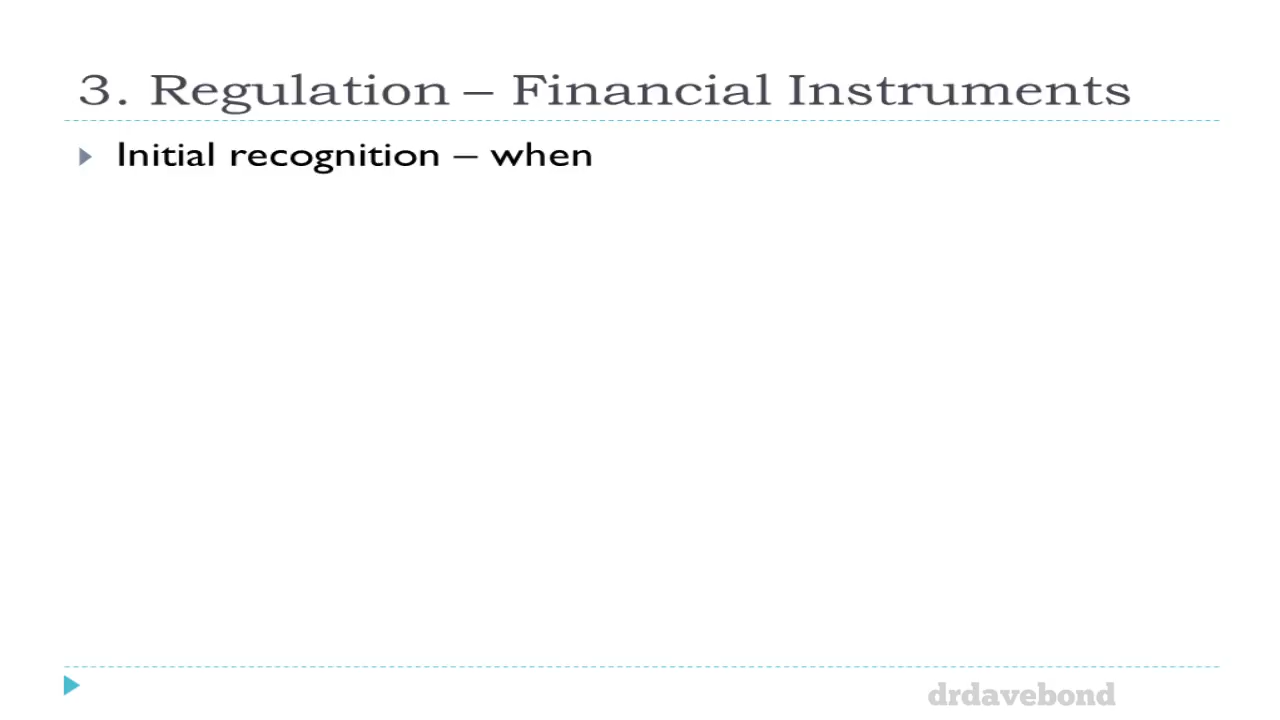 3. Regulation – Financial Instruments
Initial recognition – when
drdavebond